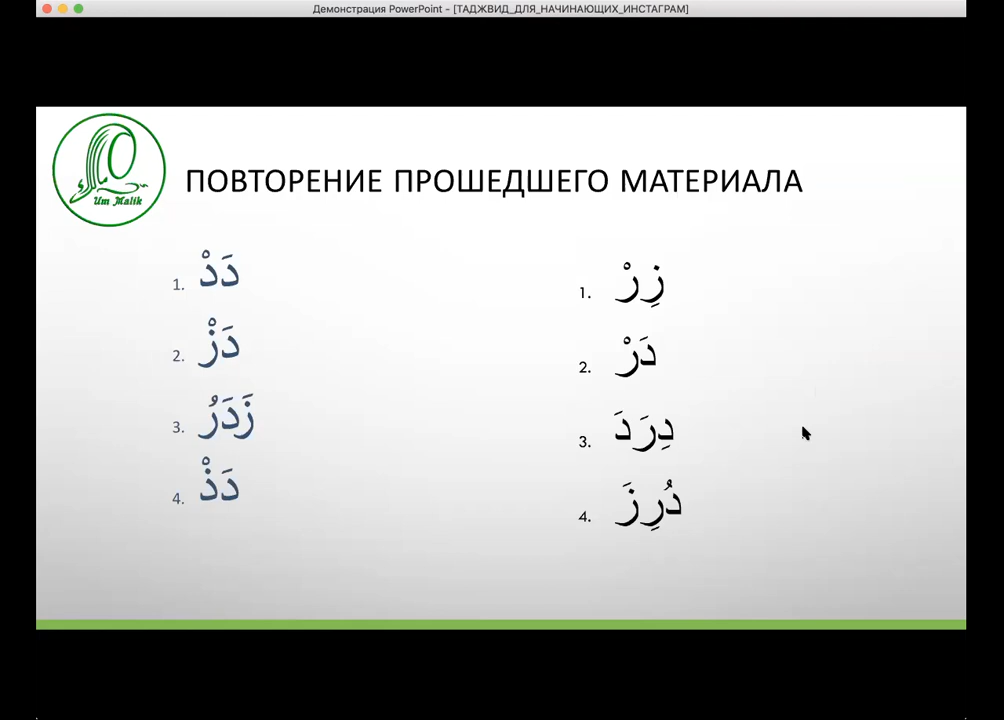 Демонстрация PowerPoint - [ТАДЖВИД_ДЛЯ_НАЧИНАЮЩИХ_ИНСТАГРАМ]
Um Malik
ПОВТОРЕНИЕ ПРОШЕДШЕГО МАТЕРИАЛА
1. دَدْ
2. دَزْ
3. زَدَرُ
4. دَذْ
1. زِرْ
2. دَرْ
3. دِرَدَ
4. دُرِزَ